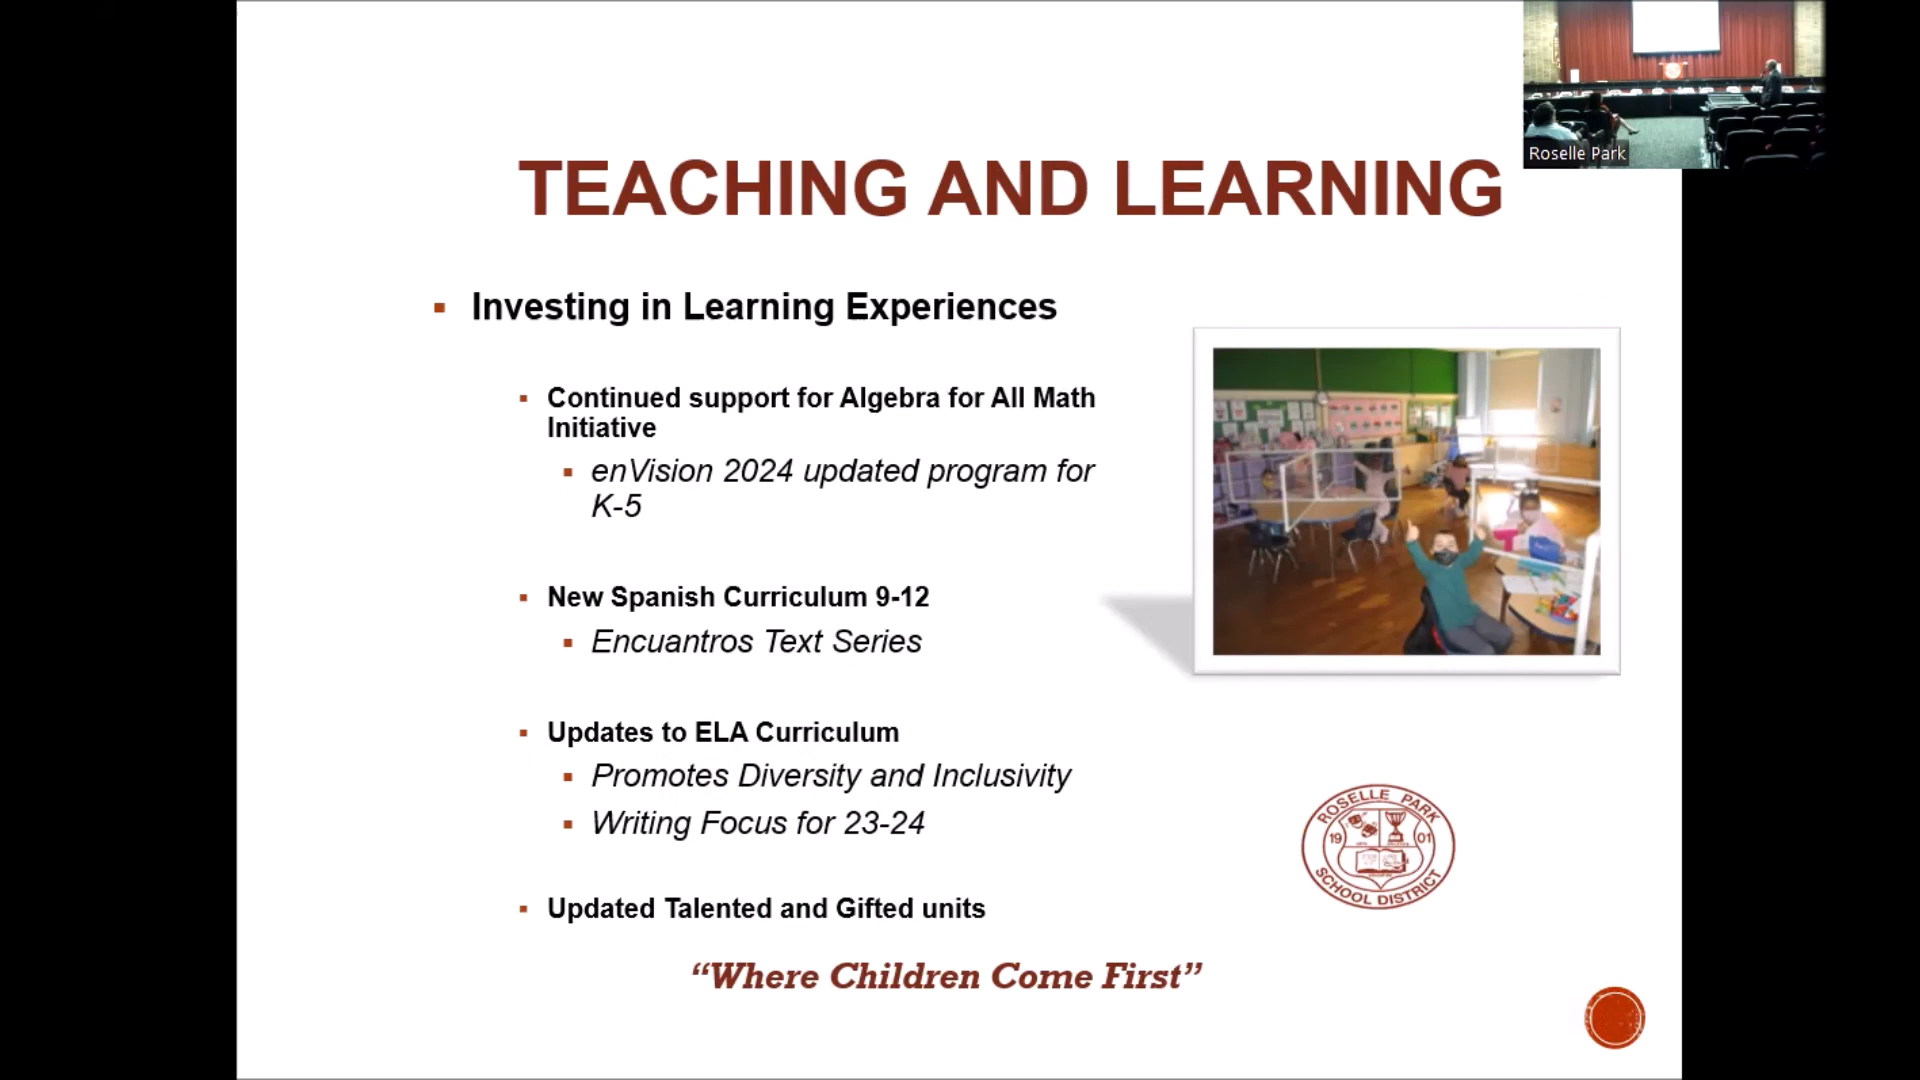 Roselle Park
TEACHING AND LEARNING
Investing in Learning Experiences
Continued support for Algebra for All Math
Initiative
enVision 2024 updated program for
K-5
New Spanish Curriculum 9-12
Encuantros Text Series
Updates to ELA Curriculum
Promotes Diversity and Inclusivity
Writing Focus for 23-24
Updated Talented and Gifted units
ROSELLE PARK
19 01
SCHOOL DISTRICT
“Where Children Come First”